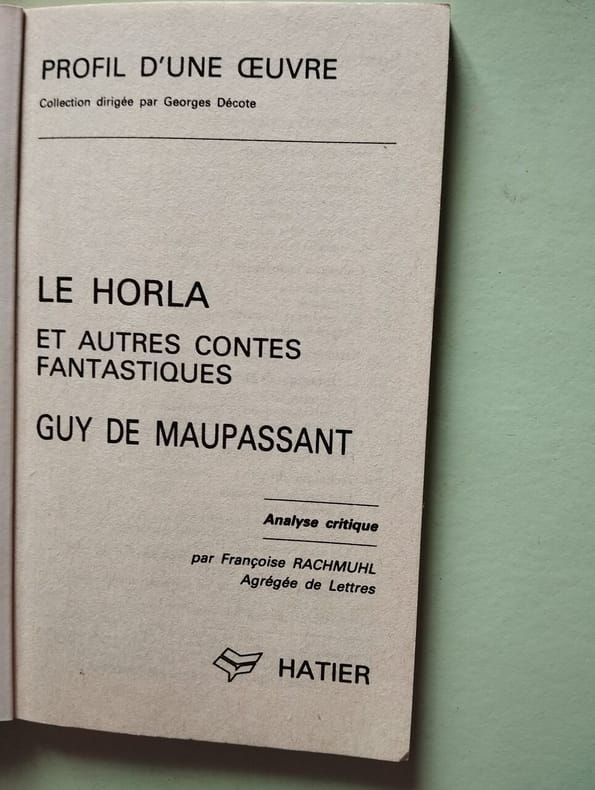 PROFIL D'UNE ŒUVRE
Collection dirigée par Georges Décote
LE HORLA
ET AUTRES CONTES
FANTASTIQUES
GUY DE MAUPASSANT
Analyse critique
par Françoise RACHMUHL
Agrégée de Lettres
HATIER